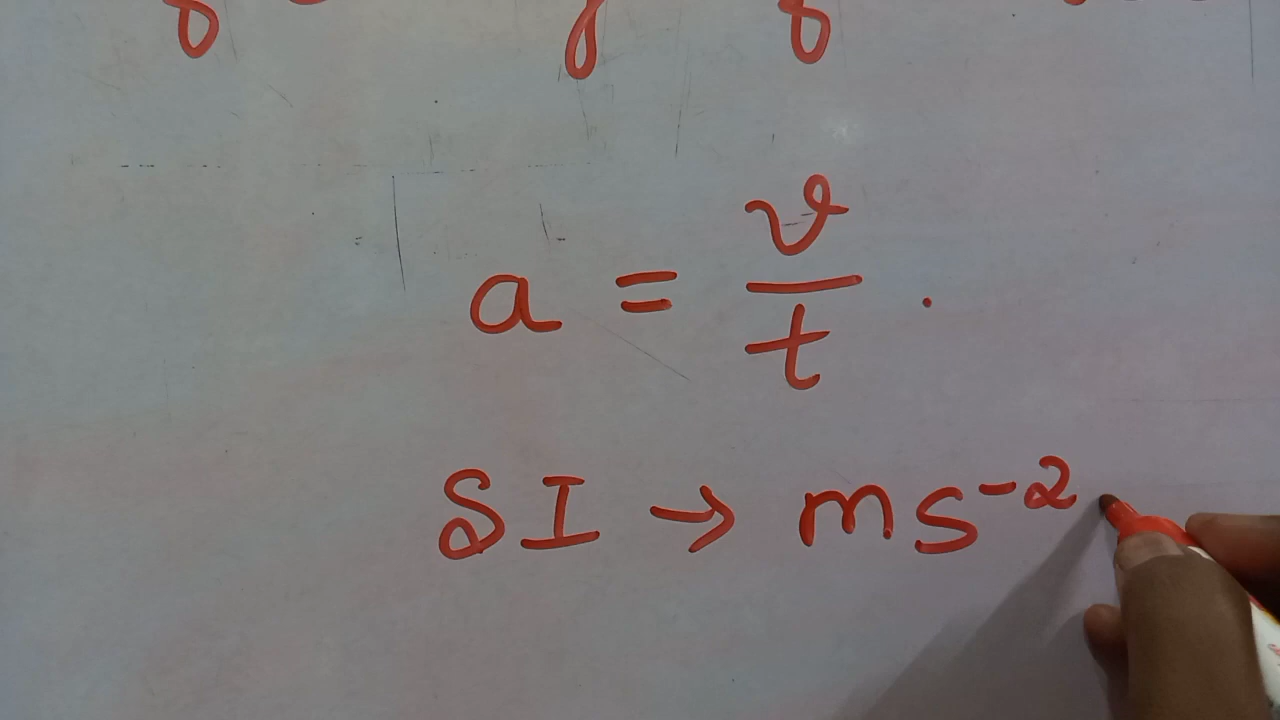 a = v/t .
SI → ms⁻²